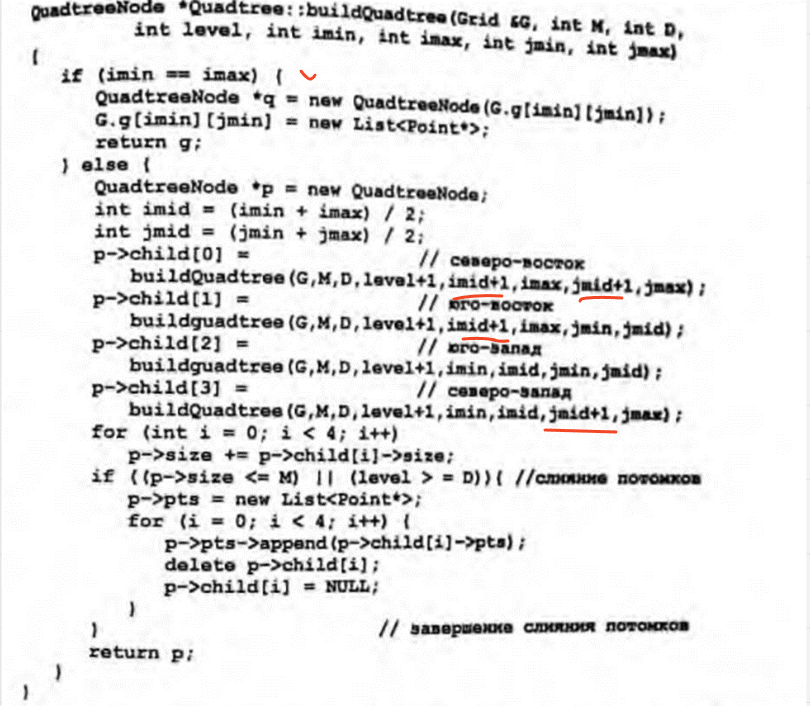 QuadtreeNode *Quadtree::buildQuadtree(Grid &G, int M, int D,
int level, int imin, int imax, int jmin, int jmax)
{
if (imin == imax) {
QuadtreeNode *q = new QuadtreeNode(G.g[imin][jmin]);
G.g[imin][jmin] = new List<Point*>;
return g;
} else {
QuadtreeNode *p = new QuadtreeNode;
int imid = (imin + imax) / 2;
int jmid = (jmin + jmax) / 2;
p->child[0] = // северо-восток
buildQuadtree(G,M,D,level+1,imid+1,imax,jmid+1,jmax);
p->child[1] = // юго-восток
buildguadtree(G,M,D,level+1,imid+1,imax,jmin,jmid);
p->child[2] = // юго-запад
buildguadtree(G,M,D,level+1,imin,imid,jmin,jmid);
p->child[3] = // северо-запад
buildQuadtree(G,M,D,level+1,imin,imid,jmid+1,jmax);
for (int i = 0; i < 4; i++)
p->size += p->child[i]->size;
if ((p->size <= M) || (level > = D)){ //слияние потомков
p->pts = new List<Point*>;
for (i = 0; i < 4; i++) {
p->pts->append(p->child[i]->pts);
delete p->child[i];
p->child[i] = NULL;
}
} // завершение слияния потомков
return p;
}
}